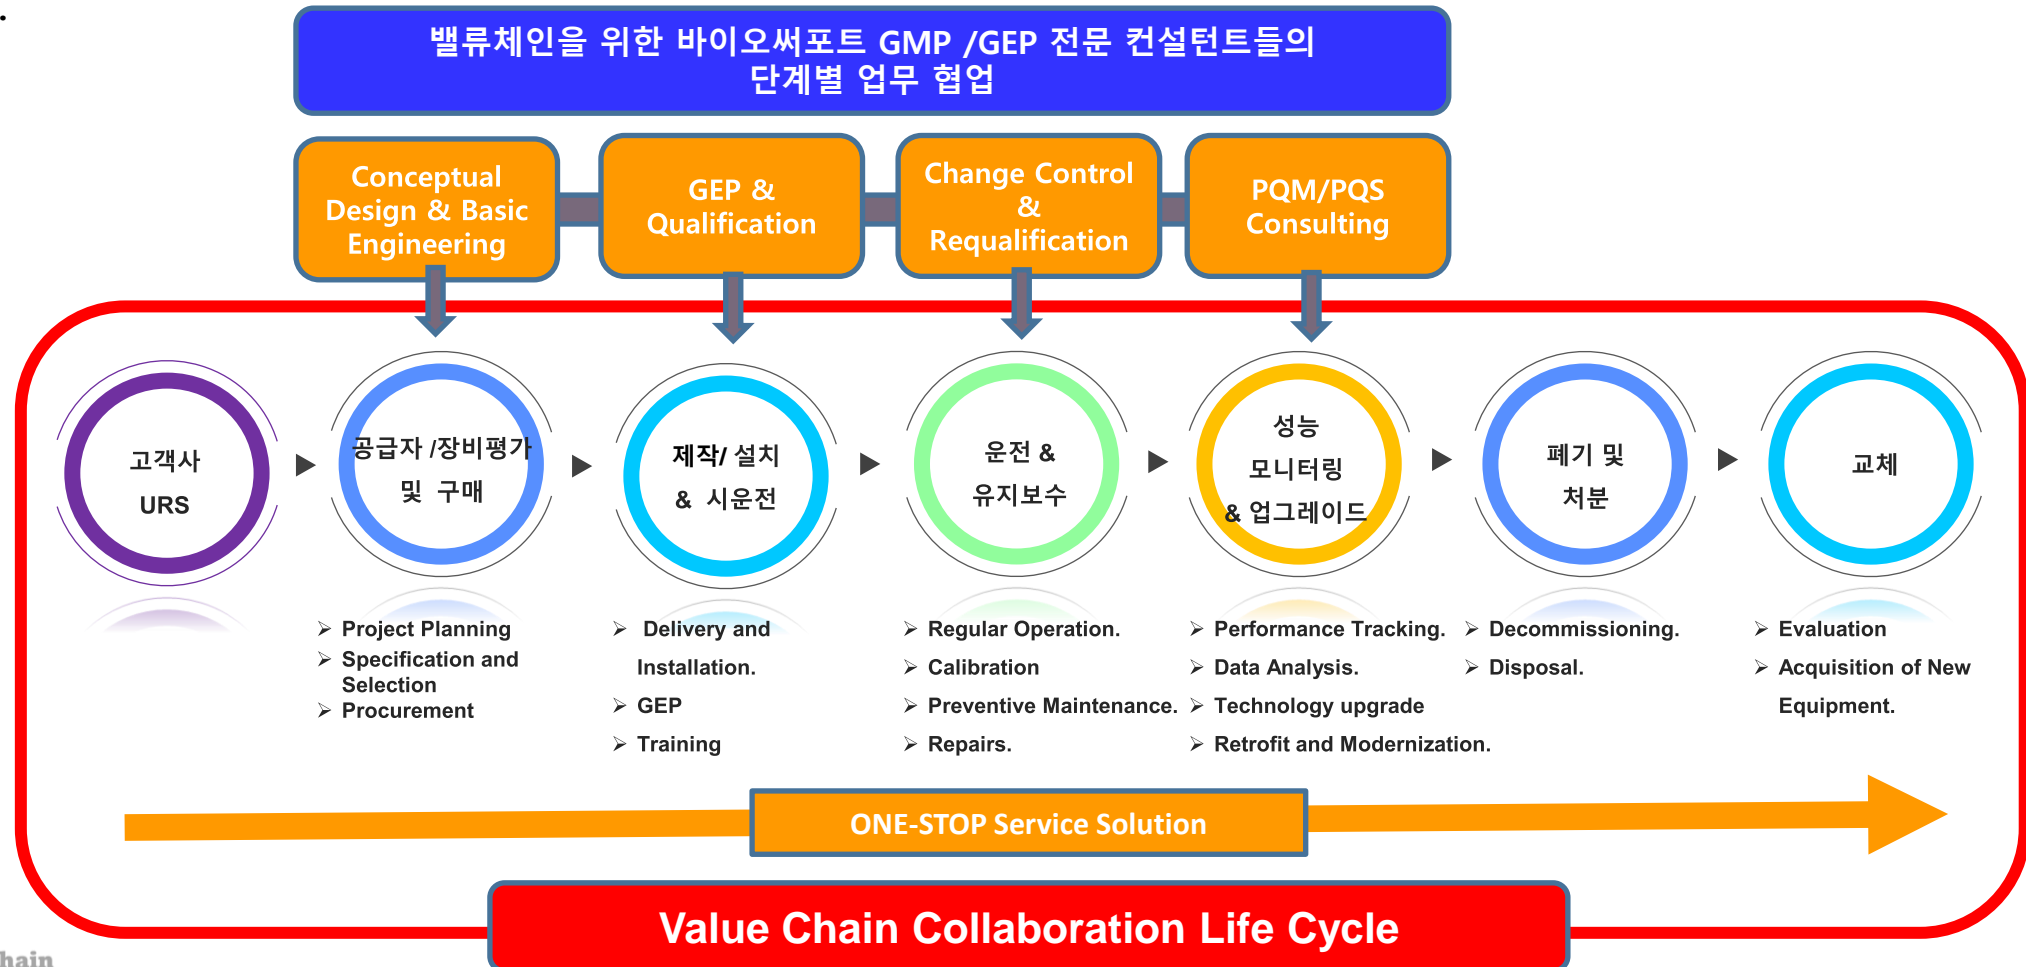 밸류체인을 위한 바이오써포트 GMP /GEP 전문 컨설턴트들의
단계별 업무 협업
Conceptual
Design & Basic
Engineering
GEP &
Qualification
Change Control
&
Requalification
PQM/PQS
Consulting
고객사
URS
공급자 /장비평가
및 구매
제작/ 설치
& 시운전
운전 &
유지보수
성능
모니터링
& 업그레이드
폐기 및
처분
교체
➢ Project Planning
➢ Specification and
Selection
➢ Procurement
➢ Delivery and
Installation.
➢ GEP
➢ Training
➢ Regular Operation.
➢ Calibration
➢ Preventive Maintenance.
➢ Repairs.
➢ Performance Tracking.
➢ Data Analysis.
➢ Technology upgrade
➢ Retrofit and Modernization.
➢ Decommissioning.
➢ Disposal.
➢ Evaluation
➢ Acquisition of New
Equipment.
ONE-STOP Service Solution
Value Chain Collaboration Life Cycle
hain